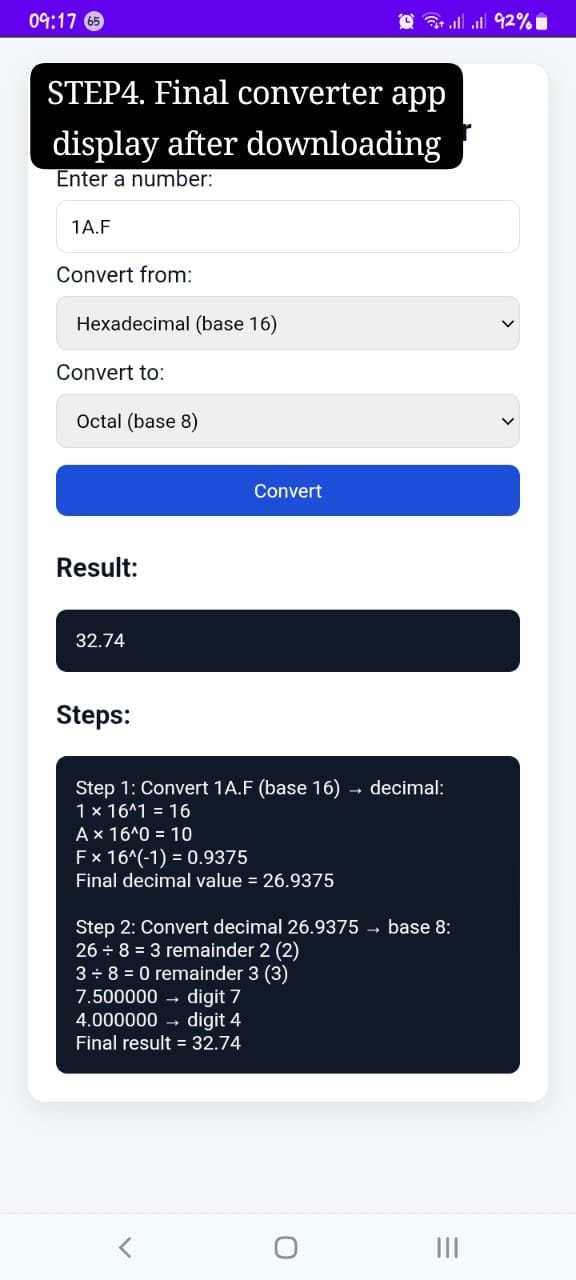 09:17 65 92%
STEP4. Final converter app
display after downloading
r
Enter a number:
1A.F
Convert from:
Hexadecimal (base 16)
Convert to:
Octal (base 8)
Convert
Result:
32.74
Steps:
Step 1: Convert 1A.F (base 16) → decimal:
1 × 16^1 = 16
A × 16^0 = 10
F × 16^(-1) = 0.9375
Final decimal value = 26.9375
Step 2: Convert decimal 26.9375 → base 8:
26 ÷ 8 = 3 remainder 2 (2)
3 ÷ 8 = 0 remainder 3 (3)
7.500000 → digit 7
4.000000 → digit 4
Final result = 32.74